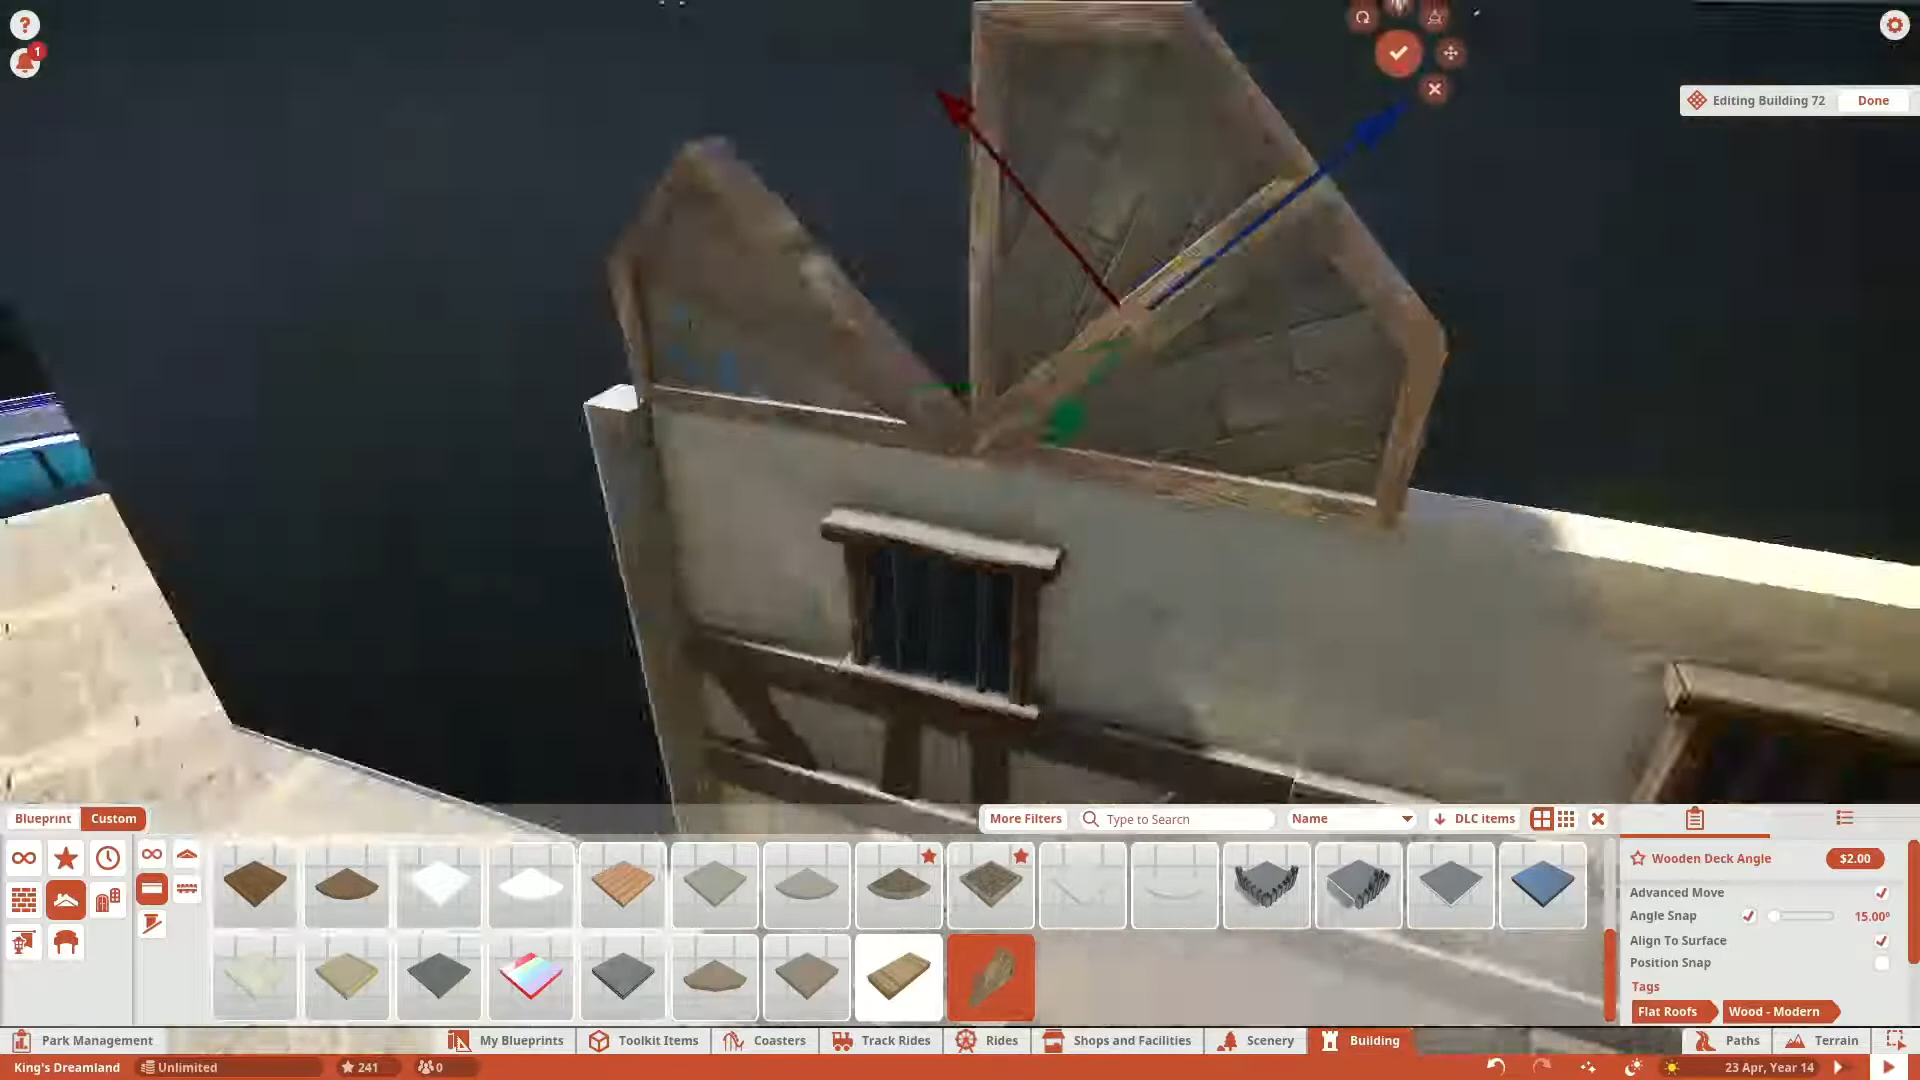 ?
1
Editing Building 72
Done
Blueprint
Custom
More Filters
Type to Search
Name
DLC items
Wooden Deck Angle
$2.00
Advanced Move
Angle Snap
15.00°
Align To Surface
Position Snap
Tags
Flat Roofs
Wood - Modern
Park Management
My Blueprints
Toolkit Items
Coasters
Track Rides
Rides
Shops and Facilities
Scenery
Building
Paths
Terrain
King's Dreamland
Unlimited
241
0
23 Apr, Year 14